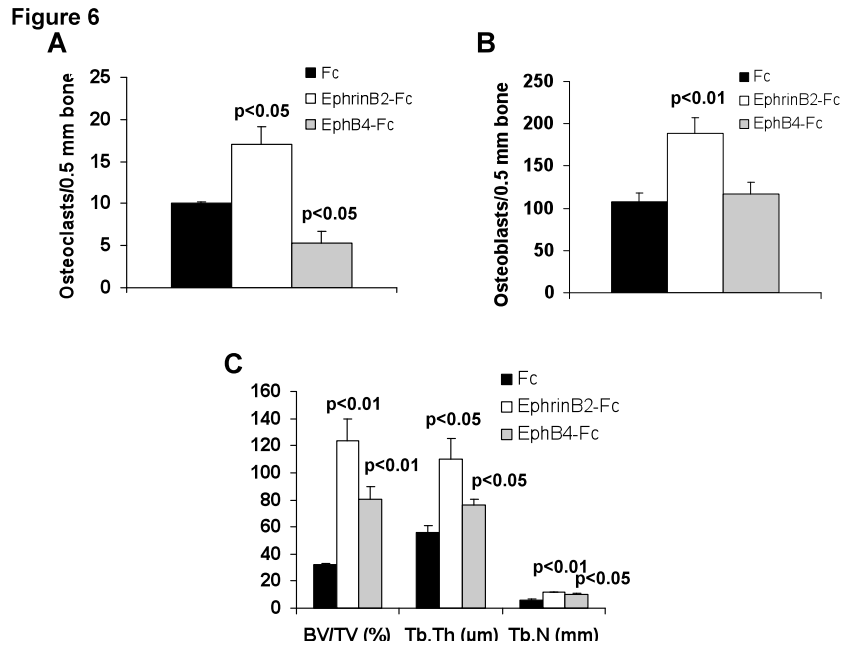 Figure 6
A
Osteoclasts/0.5 mm bone
25
20
15
10
5
0
Fc
EphrinB2-Fc
EphB4-Fc
p<0.05
p<0.05
B
Osteoblasts/0.5 mm bone
250
200
150
100
50
0
Fc
EphrinB2-Fc
EphB4-Fc
p<0.01
C
160
140
120
100
80
60
40
20
0
Fc
EphrinB2-Fc
EphB4-Fc
p<0.01
p<0.01
p<0.05
p<0.05
p<0.01
p<0.05
BV/TV (%) Tb.Th (um) Tb.N (mm)